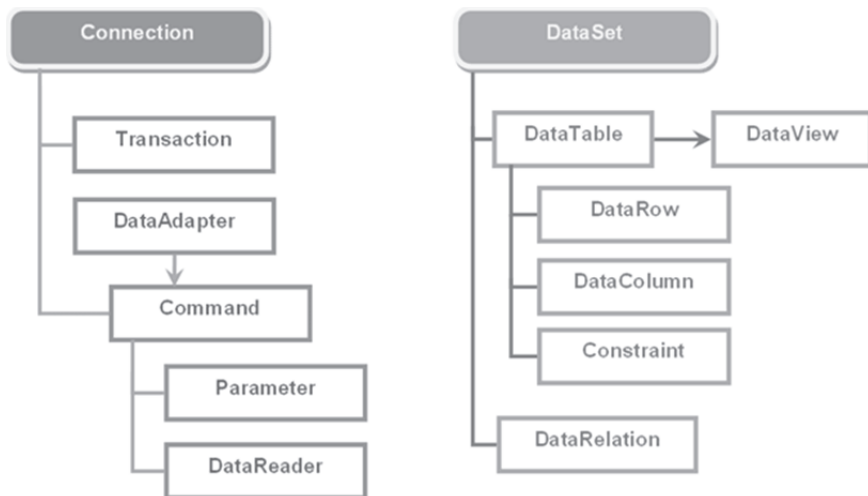 Connection
Transaction
DataAdapter
Command
Parameter
DataReader
DataSet
DataTable
DataView
DataRow
DataColumn
Constraint
DataRelation